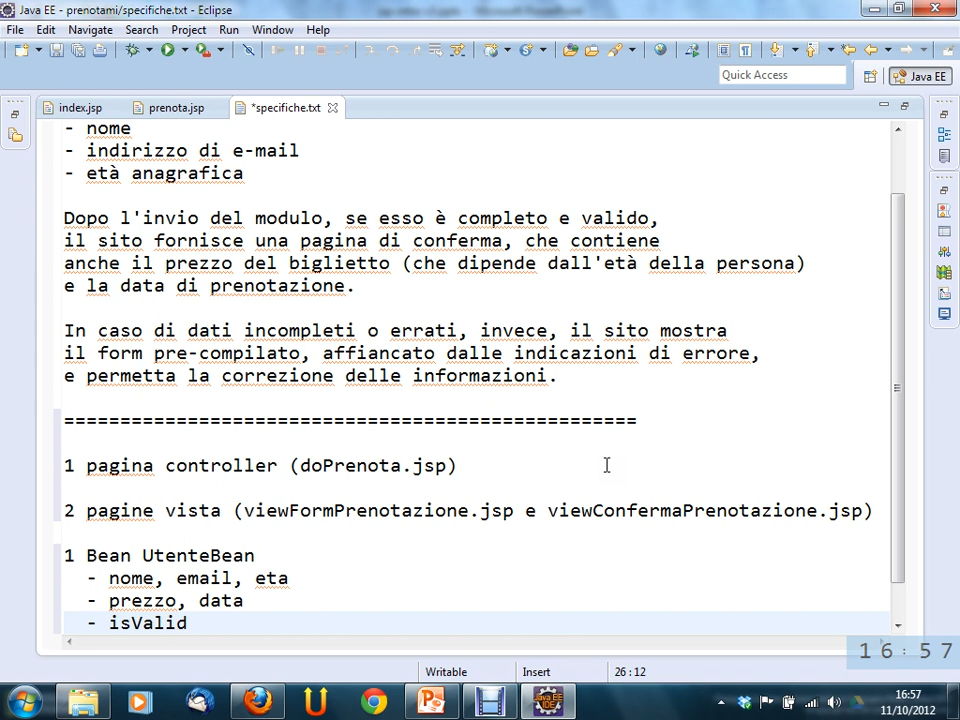 Java EE - prenotami/specifiche.txt - Eclipse
File Edit Navigate Search Project Run Window Help
Quick Access
Java EE
index.jsp
prenota.jsp
*specifiche.txt
- nome
- indirizzo di e-mail
- età anagrafica
Dopo l'invio del modulo, se esso è completo e valido,
il sito fornisce una pagina di conferma, che contiene
anche il prezzo del biglietto (che dipende dall'età della persona)
e la data di prenotazione.
In caso di dati incompleti o errati, invece, il sito mostra
il form pre-compilato, affiancato dalle indicazioni di errore,
e permetta la correzione delle informazioni.
===================================================
1 pagina controller (doPrenota.jsp)
2 pagine vista (viewFormPrenotazione.jsp e viewConfermaPrenotazione.jsp)
1 Bean UtenteBean
- nome, email, eta
- prezzo, data
- isValid
16:57
Writable
Insert
26:12
16:57
11/10/2012